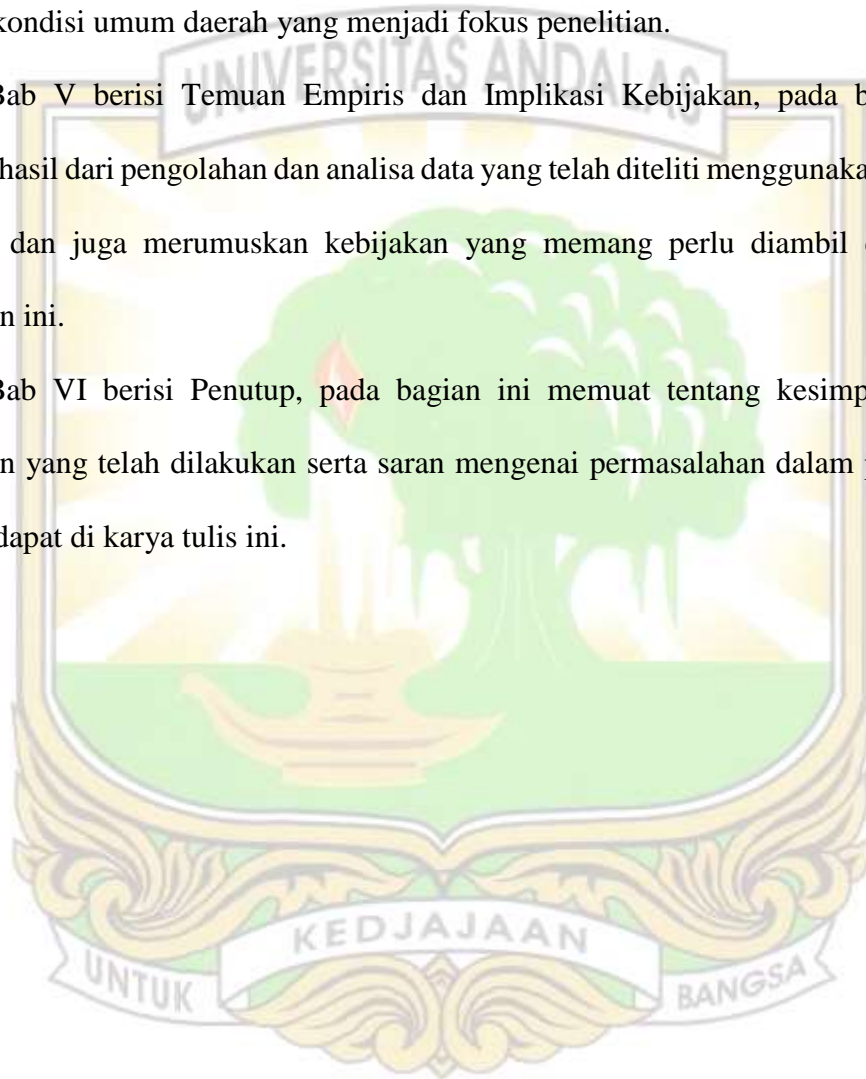 kondisi umum daerah yang menjadi fokus penelitian.
UNIVERSITAS ANDALAS
Bab V berisi Temuan Empiris dan Implikasi Kebijakan, pada b
hasil dari pengolahan dan analisa data yang telah diteliti menggunaka
dan juga merumuskan kebijakan yang memang perlu diambil
n ini.
Bab VI berisi Penutup, pada bagian ini memuat tentang kesimp
n yang telah dilakukan serta saran mengenai permasalahan dalam p
dapat di karya tulis ini.
KEDJAJAAN
UNTUK BANGSA